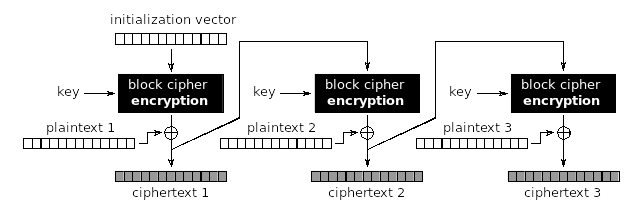 initialization vector
key
block cipher
encryption
key
block cipher
encryption
key
block cipher
encryption
plaintext 1
plaintext 2
plaintext 3
ciphertext 1
ciphertext 2
ciphertext 3